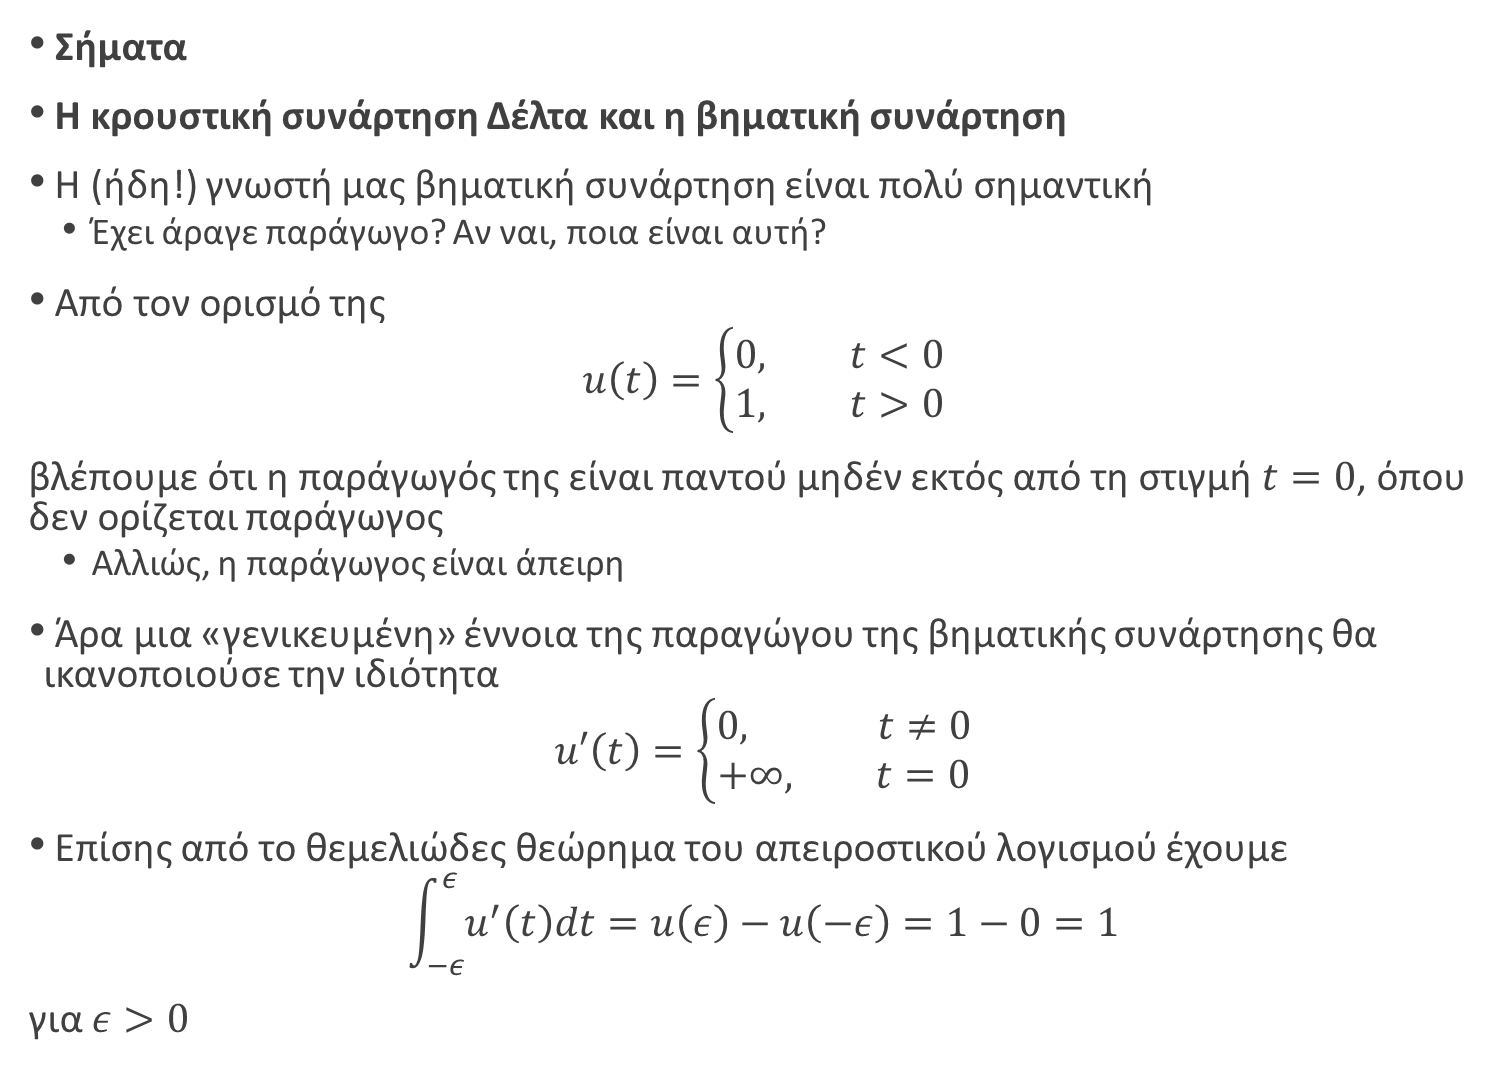 • Σήματα
• Η κρουστική συνάρτηση Δέλτα και η βηματική συνάρτηση
• Η (ήδη!) γνωστή μας βηματική συνάρτηση είναι πολύ σημαντική
• Έχει άραγε παράγωγο? Αν ναι, ποια είναι αυτή?
• Από τον ορισμό της
u(t) = {0, t < 0
1, t > 0
βλέπουμε ότι η παράγωγός της είναι παντού μηδέν εκτός από τη στιγμή t = 0, όπου
δεν ορίζεται παράγωγος
• Αλλιώς, η παράγωγος είναι άπειρη
• Άρα μια «γενικευμένη» έννοια της παραγώγου της βηματικής συνάρτησης θα
ικανοποιούσε την ιδιότητα
u′(t) = {0, t ≠ 0
+∞, t = 0
• Επίσης από το θεμελιώδες θεώρημα του απειροστικού λογισμού έχουμε
∫_{−ϵ}^{ϵ} u′(t)dt = u(ϵ) − u(−ϵ) = 1 − 0 = 1
για ϵ > 0